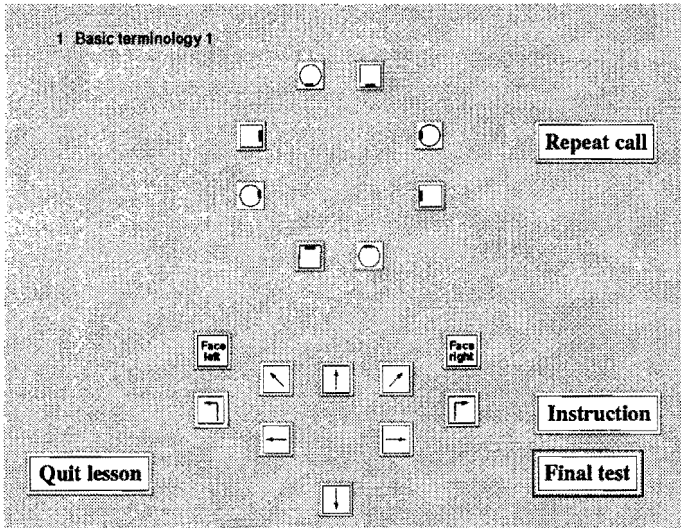 1 Basic terminology 1
Repeat call
Face
left
Face
right
Instruction
Quit lesson
Final test